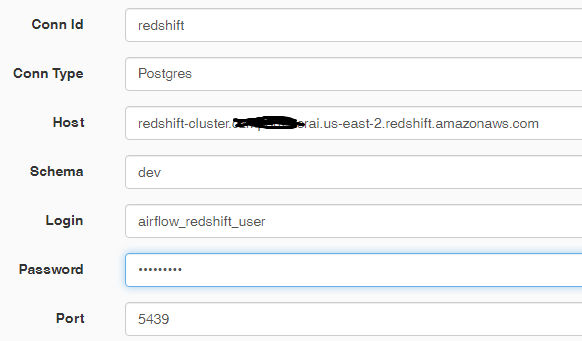 Conn Id redshift
Conn Type Postgres
Host redshift-cluster. rai.us-east-2.redshift.amazonaws.com
Schema dev
Login airflow_redshift_user
Password •••••••••
Port 5439